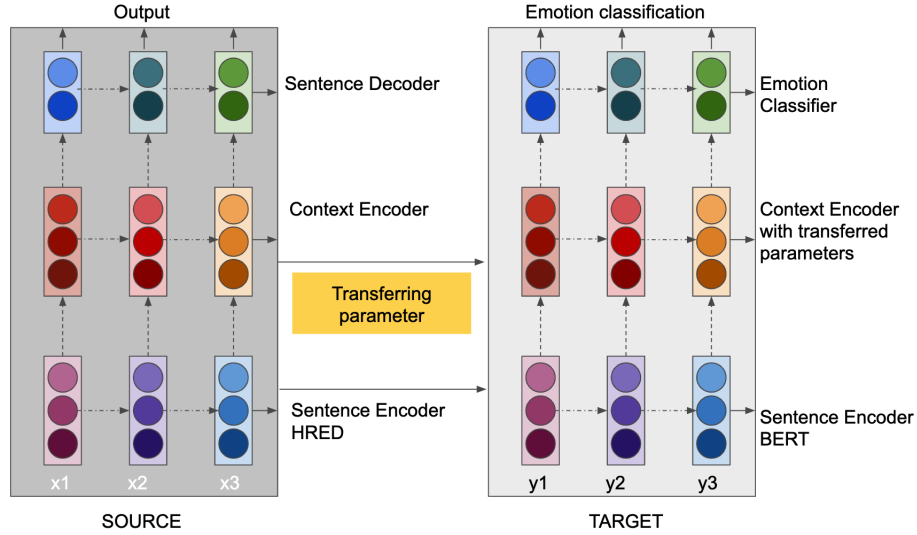 Output
Emotion classification
Sentence Decoder
Emotion
Classifier
Context Encoder
Context Encoder
with transferred
parameters
Transferring
parameter
Sentence Encoder
HRED
Sentence Encoder
BERT
x1 x2 x3
y1 y2 y3
SOURCE
TARGET